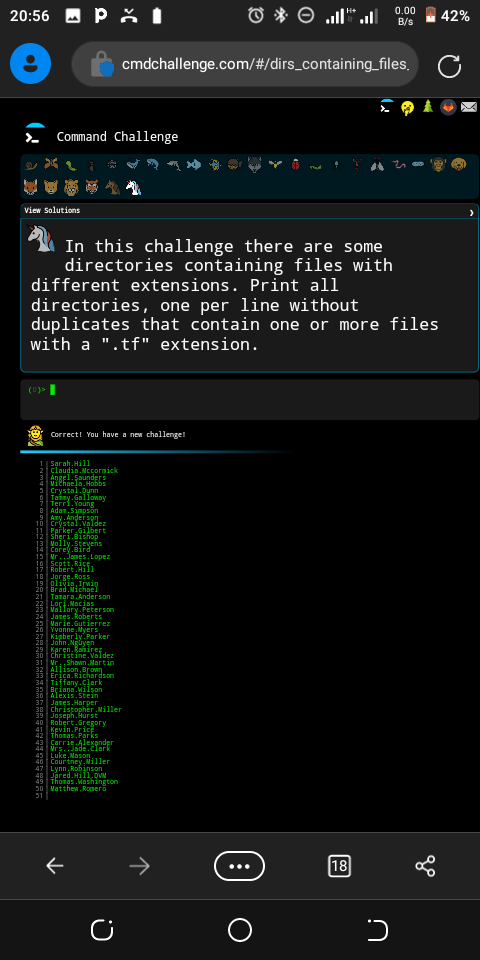 20:56
H+
0.00
B/s
42%
cmdchallenge.com/#/dirs_containing_files.
Command Challenge
View Solutions
In this challenge there are some
directories containing files with
different extensions. Print all
directories, one per line without
duplicates that contain one or more files
with a ".tf" extension.
Correct! You have a new challenge!
1 Sarah.Hill
2 Claudia.Mccormick
3 Angel.Saunders
4 Michaela.Hobbs
5 Crystal.Dunn
6 Tammy.Galloway
7 Terri.Young
8 Adam.Simpson
9 Amy.Anderson
10 Crystal.Valdez
11 Parker.Gilbert
12 Sheri.Bishop
13 Molly.Stevens
14 Corey.Bird
15 Mr..James.Lopez
16 Scott.Rice
17 Robert.Hill
18 Jorge.Ross
19 Olivia.Irwin
20 Brad.Michael
21 Tamara.Anderson
22 Lori.Macias
23 Mallory.Peterson
24 James.Roberts
25 Marie.Gutierrez
26 Yvonne.Myers
27 Kimberly.Parker
28 John.Nguyen
29 Karen.Ramirez
30 Christine.Valdez
31 Mr..Shawn.Martin
32 Allison.Brown
33 Erica.Richardson
34 Tiffany.Clark
35 Briana.Wilson
36 Alexis.Stein
37 James.Harper
38 Christopher.Miller
39 Joseph.Hurst
40 Robert.Gregory
41 Kevin.Price
42 Thomas.Parks
43 Carrie.Alexander
44 Mrs..Jade.Clark
45 Luke.Mason
46 Courtney.Miller
47 Lynn.Robinson
48 Jared.Hill.DVM
49 Thomas.Washington
50 Matthew.Romero
51
18